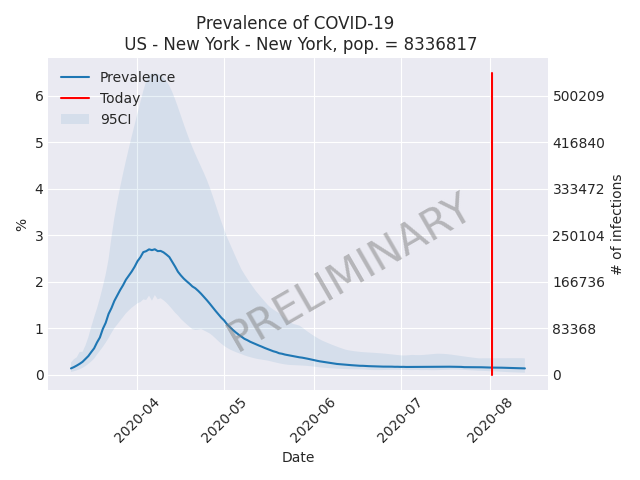 Prevalence of COVID-19
US - New York - New York, pop. = 8336817
Prevalence
Today
95CI
6
5
4
3
2
1
0
%
500209
416840
333472
250104
166736
83368
0
# of infections
PRELIMINARY
2020-04
2020-05
2020-06
2020-07
2020-08
Date